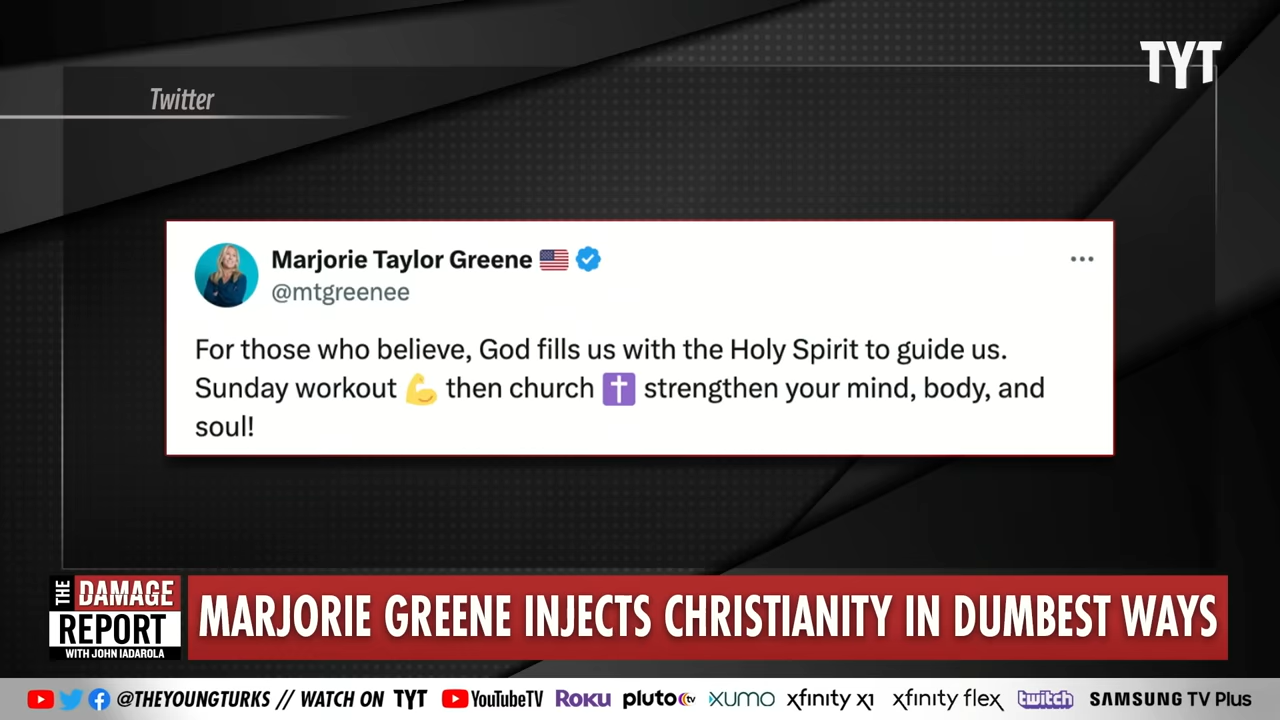 TYT
Twitter
Marjorie Taylor Greene 🇺🇸
@mtgreenee
For those who believe, God fills us with the Holy Spirit to guide us.
Sunday workout 💪 then church ✝️ strengthen your mind, body, and
soul!
THE DAMAGE
REPORT
WITH JOHN IADAROLA
MARJORIE GREENE INJECTS CHRISTIANITY IN DUMBEST WAYS
@THEYOUNGTURKS // WATCH ON TYT YouTubeTV ROKU pluto tv xumo xfinity x1 xfinity flex twitch SAMSUNG TV Plus